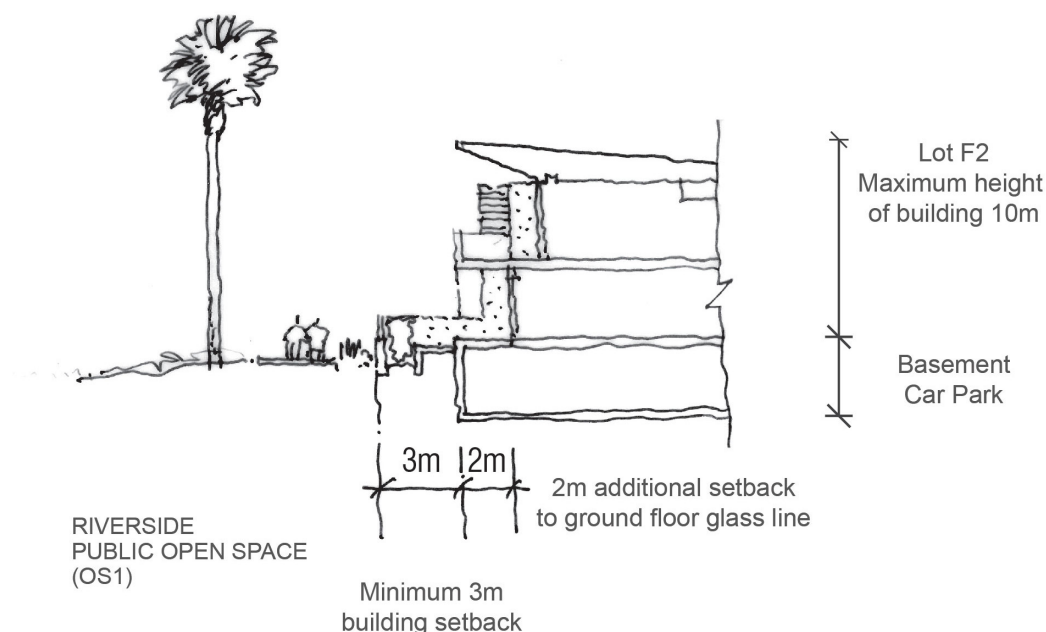 Lot F2
Maximum height
of building 10m
Basement
Car Park
3m
2m
2m additional setback
to ground floor glass line
RIVERSIDE
PUBLIC OPEN SPACE
(OS1)
Minimum 3m
building setback